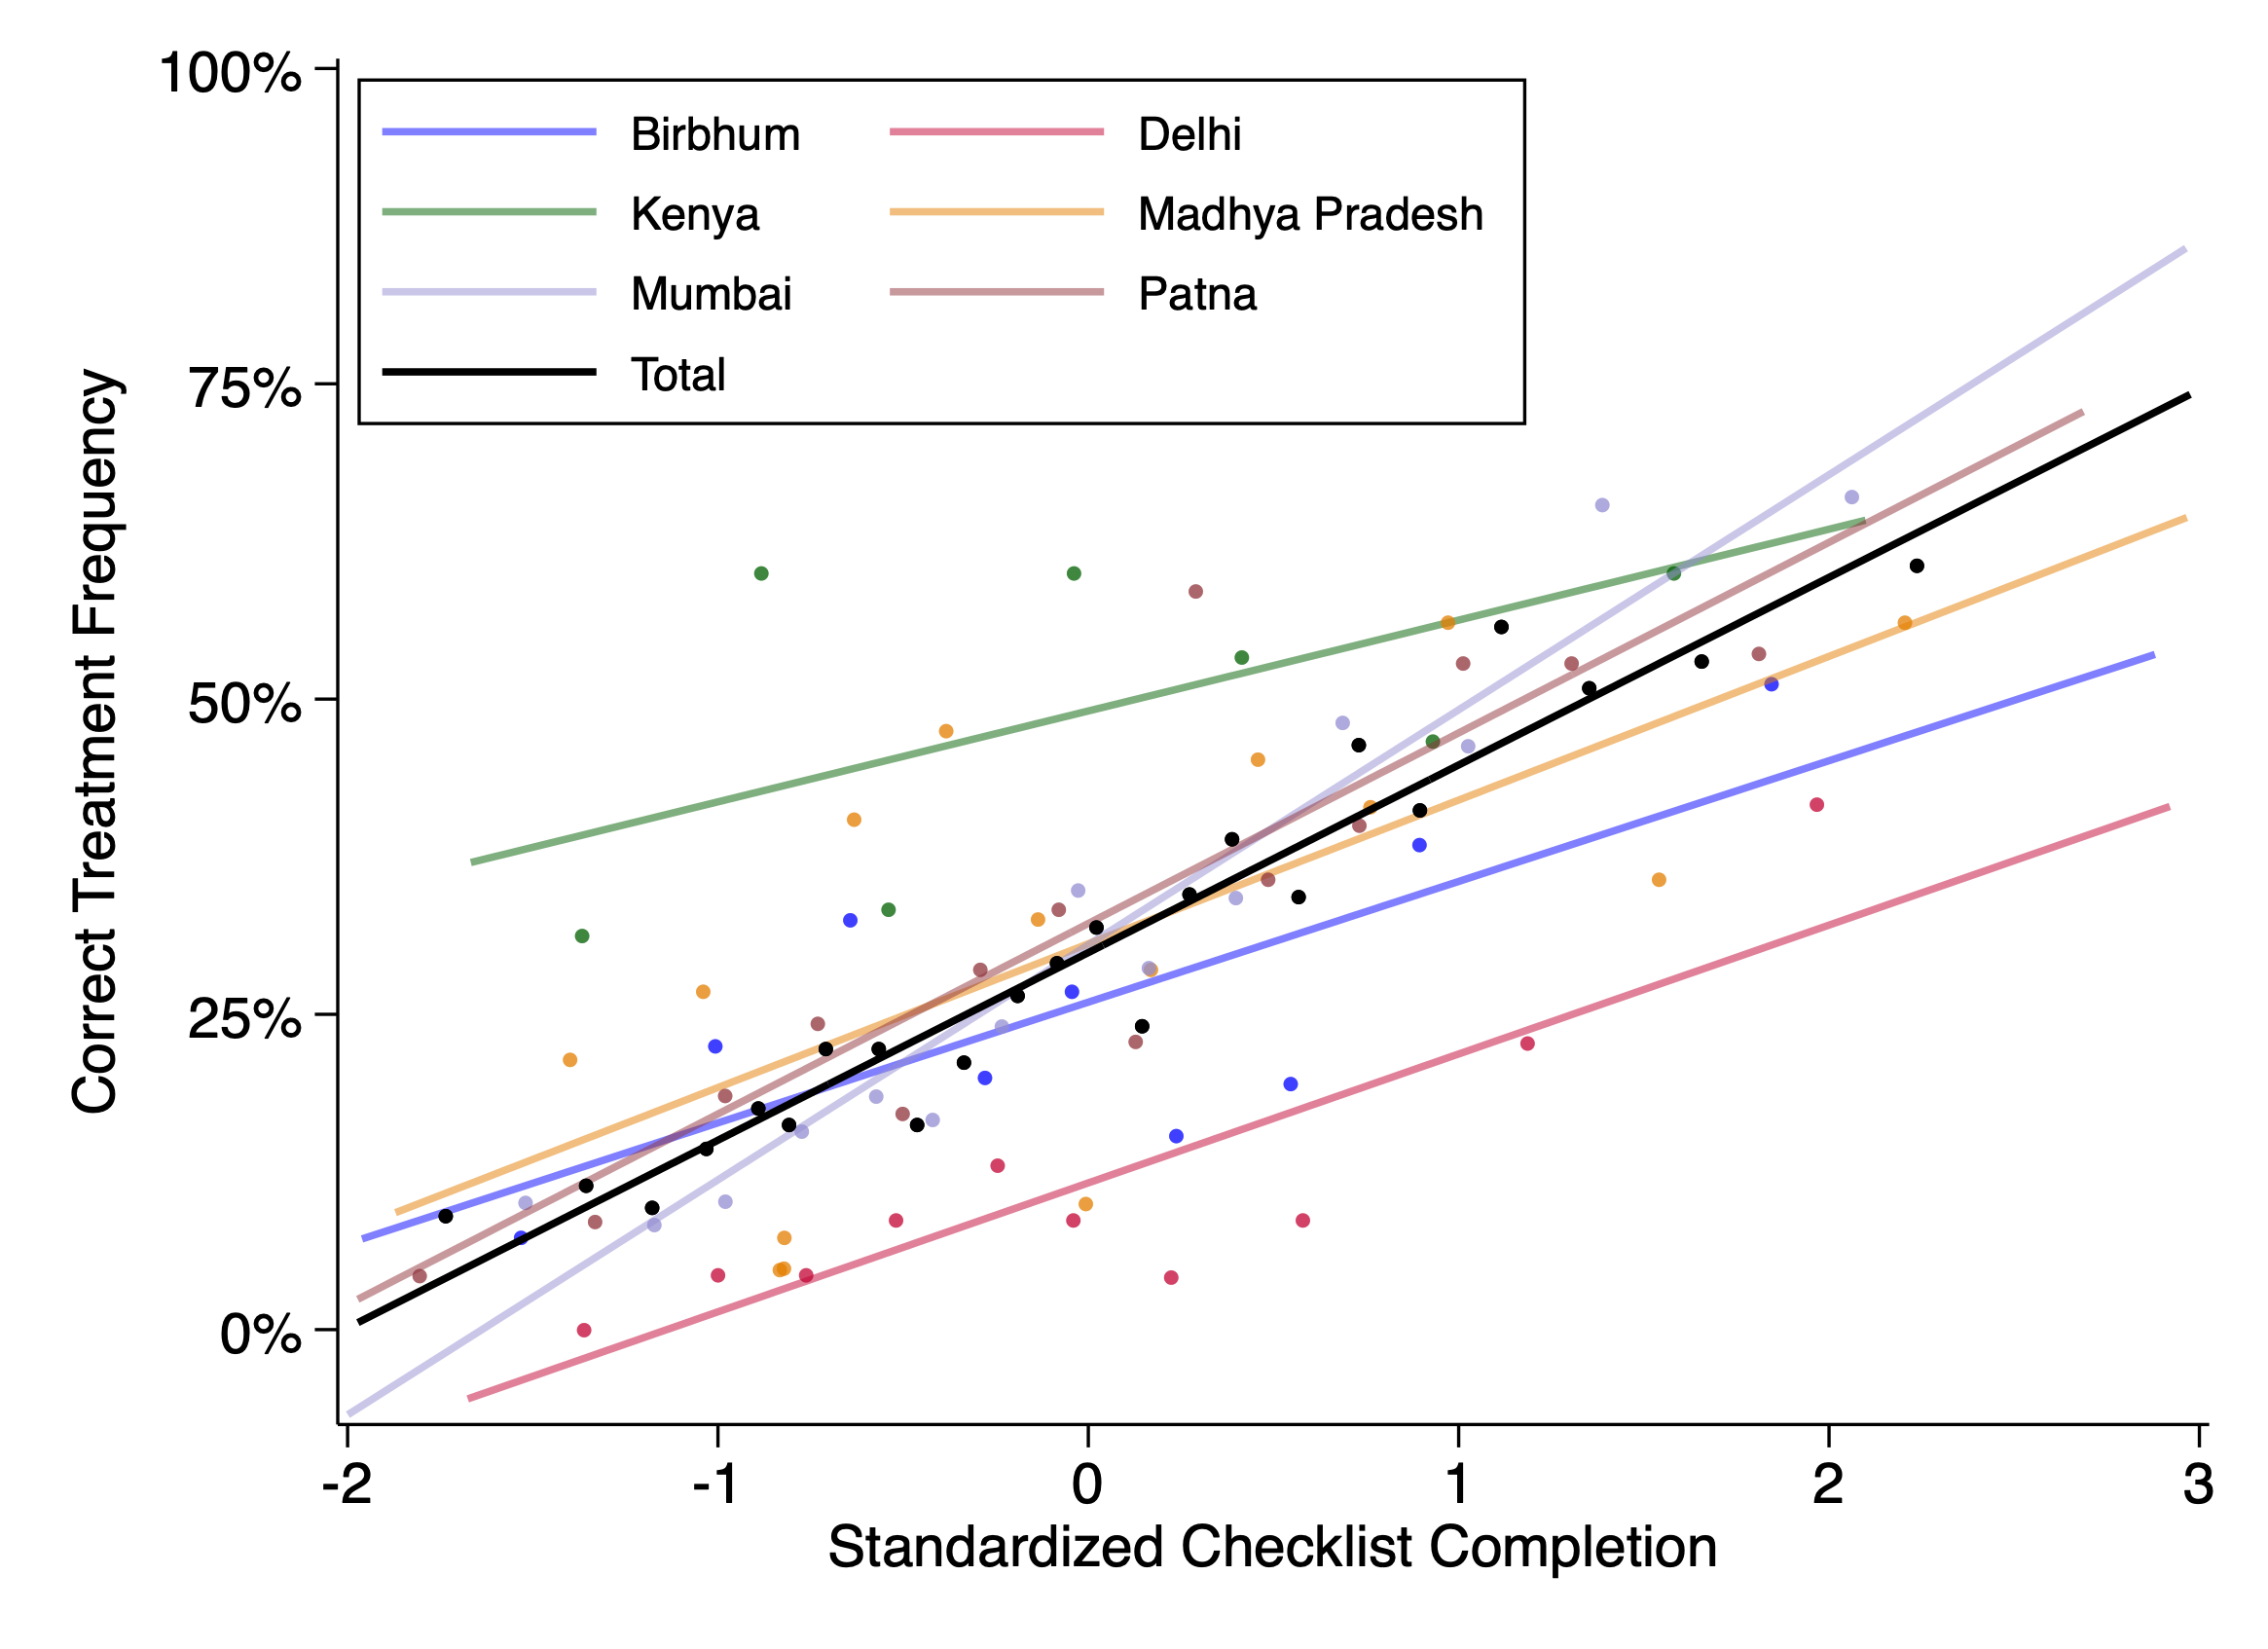 100%
75%
50%
25%
0%
Correct Treatment Frequency
Birbhum Delhi
Kenya Madhya Pradesh
Mumbai Patna
Total
-2 -1 0 1 2 3
Standardized Checklist Completion